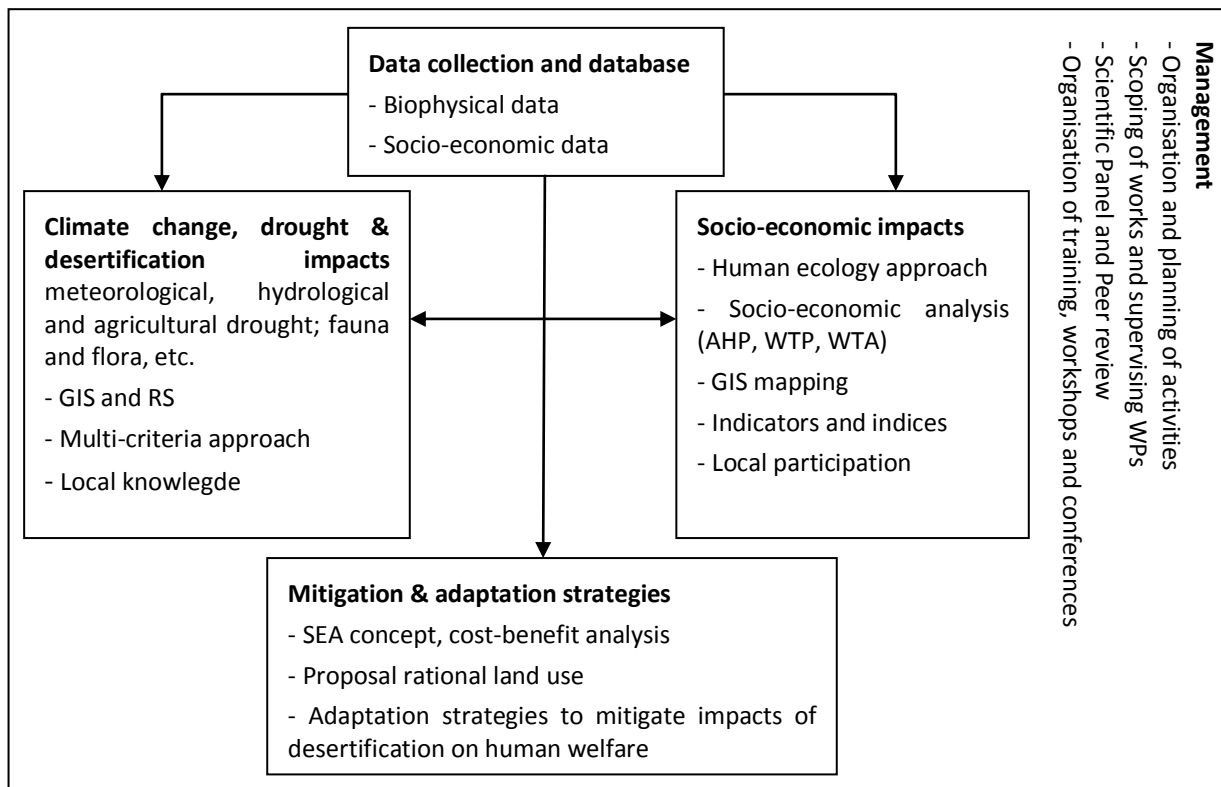 Data collection and database
- Biophysical data
- Socio-economic data
Climate change, drought &
desertification impacts
meteorological, hydrological
and agricultural drought; fauna
and flora, etc.
- GIS and RS
- Multi-criteria approach
- Local knowlegde
Socio-economic impacts
- Human ecology approach
- Socio-economic analysis
(AHP, WTP, WTA)
- GIS mapping
- Indicators and indices
- Local participation
Mitigation & adaptation strategies
- SEA concept, cost-benefit analysis
- Proposal rational land use
- Adaptation strategies to mitigate impacts of
desertification on human welfare
Management
- Organisation and planning of activities
- Scoping of works and supervising WPs
- Scientific Panel and Peer review
- Organisation of training, workshops and conferences